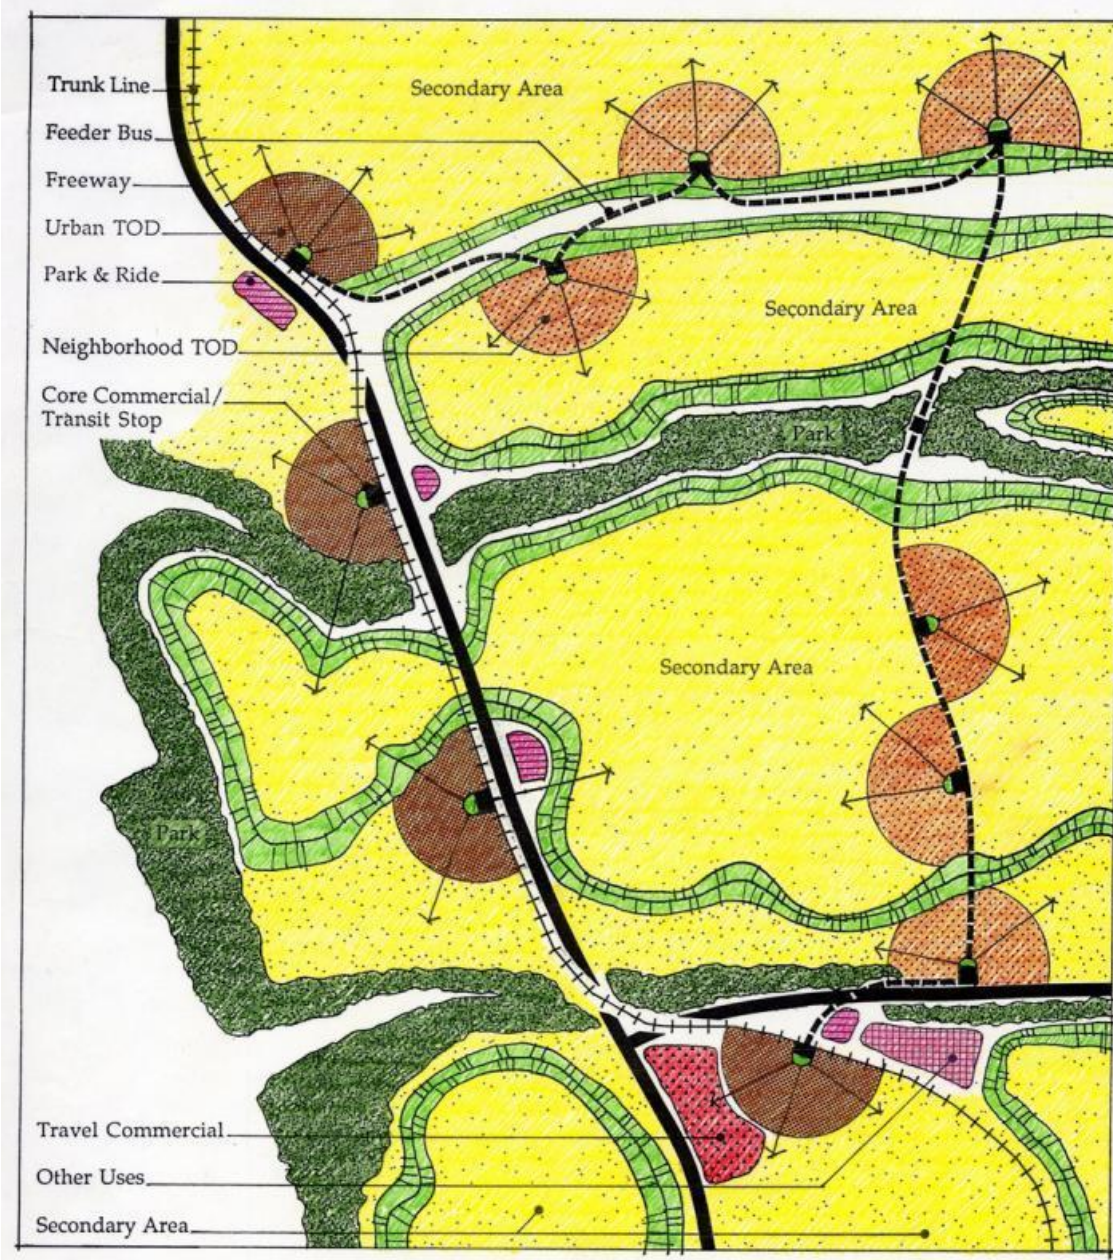 Trunk Line
Feeder Bus
Freeway
Urban TOD
Park & Ride
Neighborhood TOD
Core Commercial/
Transit Stop
Secondary Area
Secondary Area
Park
Secondary Area
Park
Travel Commercial
Other Uses
Secondary Area